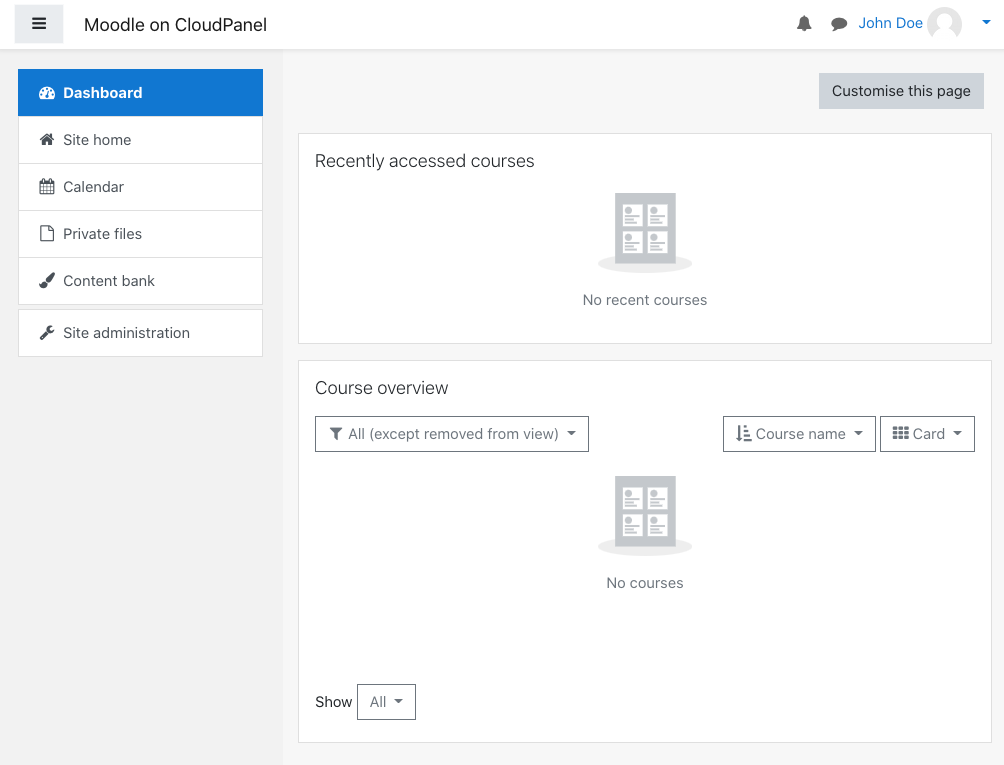 Moodle on CloudPanel
John Doe
Dashboard
Site home
Calendar
Private files
Content bank
Site administration
Customise this page
Recently accessed courses
No recent courses
Course overview
All (except removed from view)
Course name
Card
No courses
Show
All